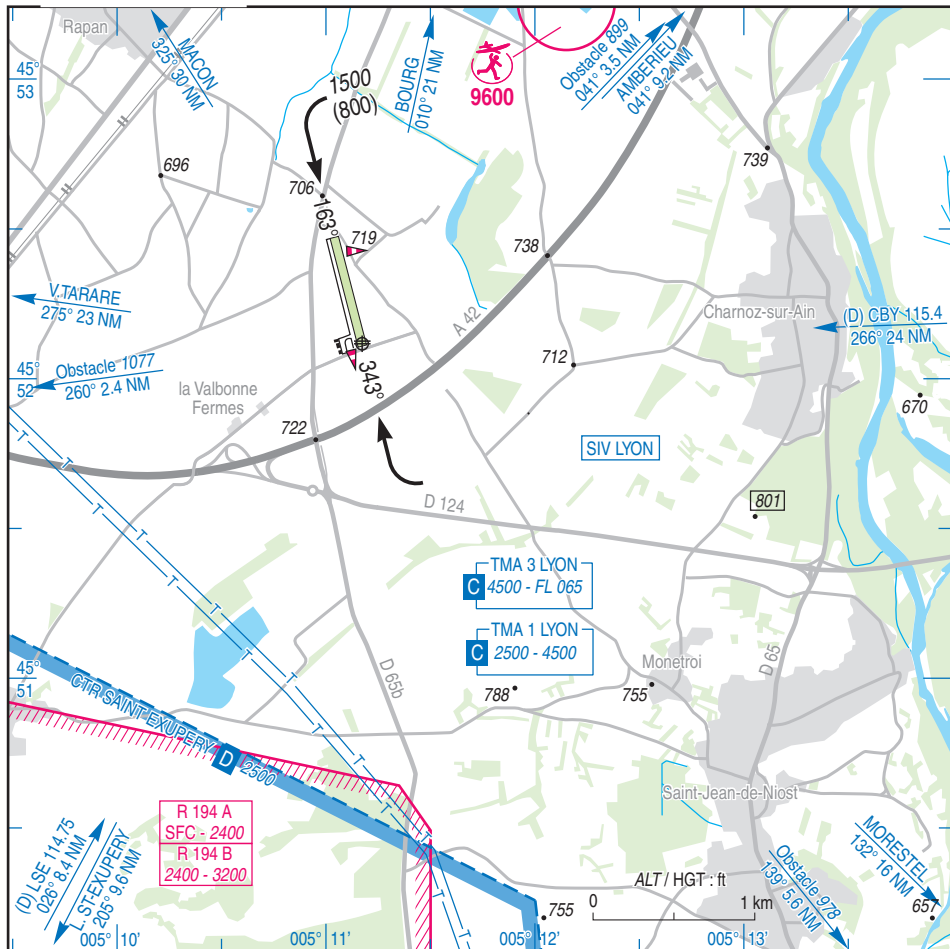 Rapan
MACON
325° 30 NM
1500
(800)
BOURG
010° 21 NM
9600
Obstacle 899
041° 3.5 NM
AMBERIEU
041° 9.2 NM
45°
53
696
706
163°
719
739
738
V.TARARE
275° 23 NM
A 42
Charnoz-sur-Ain
(D) CBY 115.4
266° 24 NM
Obstacle 1077
260° 2.4 NM
45°
52
343°
712
la Valbonne
Fermes
670
722
SIV LYON
801
D 124
TMA 3 LYON
C 4500 - FL 065
TMA 1 LYON
C 2500 - 4500
T T T T T T T T T T T T T T T
D 65b
D 65
Monetroi
45°
51
788
755
CTR SAINT EXUPERY D 2500
Saint-Jean-de-Niost
R 194 A
SFC - 2400
R 194 B
2400 - 3200
(D) LSE 114.75
026° 8.4 NM
L. ST-EXUPERY
205° 9.6 NM
MORESTEL
132° 16 NM
Obstacle 978
139° 5.6 NM
ALT / HGT : ft
0 1 km
755
657
005° 10
005° 11
005° 12
005° 13